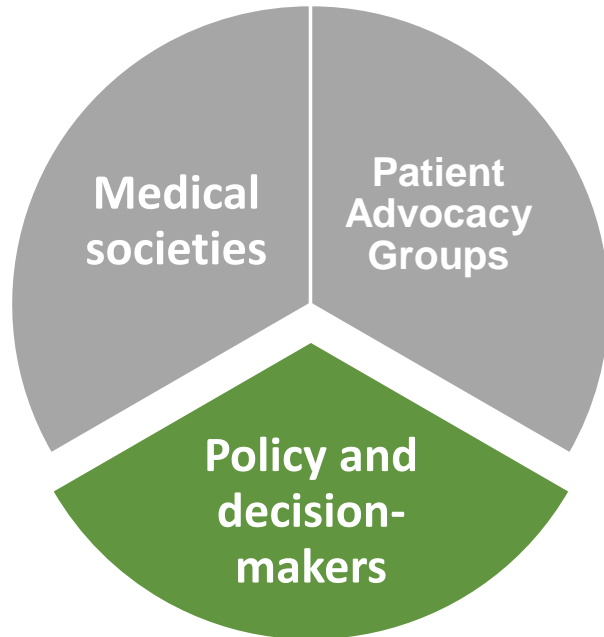 Medical
societies
Patient
Advocacy
Groups
Policy and
decision-
makers